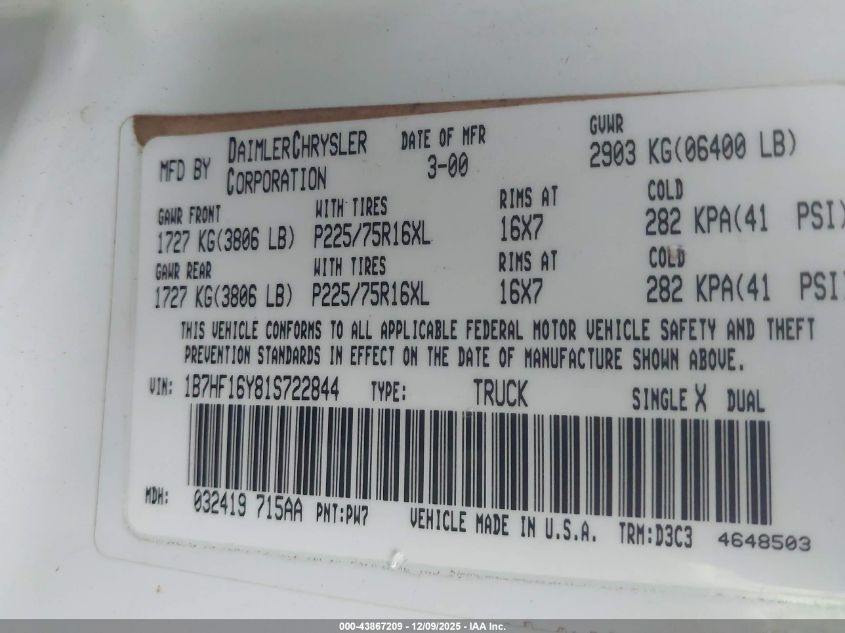 MFD BY DAIMLERCHRYSLER CORPORATION DATE OF MFR 3-00 GVWR 2903 KG(06400 LB)
GAWR FRONT WITH TIRES RIMS AT COLD
1727 KG(3806 LB) P225/75R16XL 16X7 282 KPA(41 PSI)
GAWR REAR WITH TIRES RIMS AT COLD
1727 KG(3806 LB) P225/75R16XL 16X7 282 KPA(41 PSI
THIS VEHICLE CONFORMS TO ALL APPLICABLE FEDERAL MOTOR VEHICLE SAFETY AND THEFT
PREVENTION STANDARDS IN EFFECT ON THE DATE OF MANUFACTURE SHOWN ABOVE.
VIN: 1B7HF16Y81S722844 TYPE: TRUCK SINGLE X DUAL
MDH: 032419 715AA PNT:PW7 VEHICLE MADE IN U.S.A. TRM:D3C3 4648503
000-43867209 - 12/09/2025 - IAA Inc.